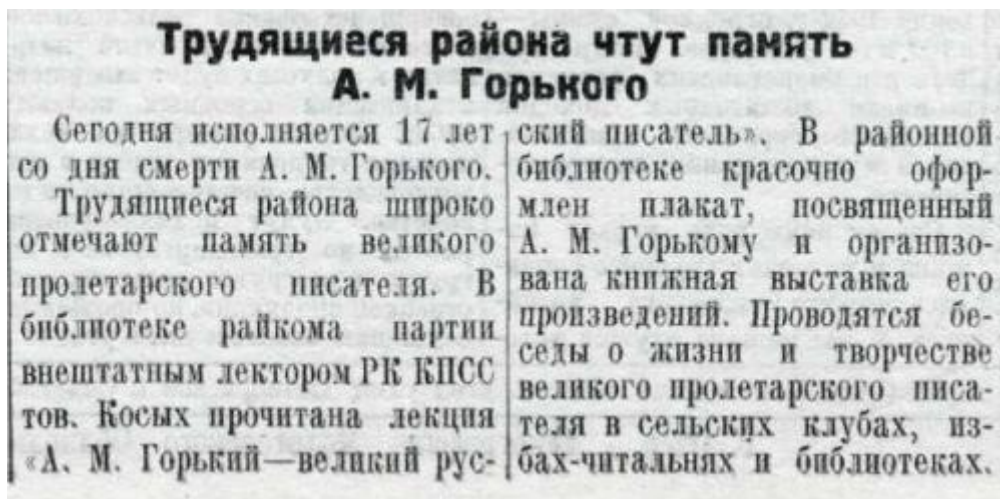 Трудящиеся района чтут память
А. М. Горького
Сегодня исполняется 17 лет
со дня смерти А. М. Горького.
Трудящиеся района широко
отмечают память великого
пролетарского писателя. В
библиотеке райкома партии
внештатным лектором РК КПСС
тов. Косых прочитана лекция
«А. М. Горький—великий рус-
ский писатель». В районной
библиотеке красочно офор-
млен плакат, посвященный
А. М. Горькому и организо-
вана книжная выставка его
произведений. Проводятся бе-
седы о жизни и творчестве
великого пролетарского писа-
теля в сельских клубах, из-
бах-читальнях и библиотеках.